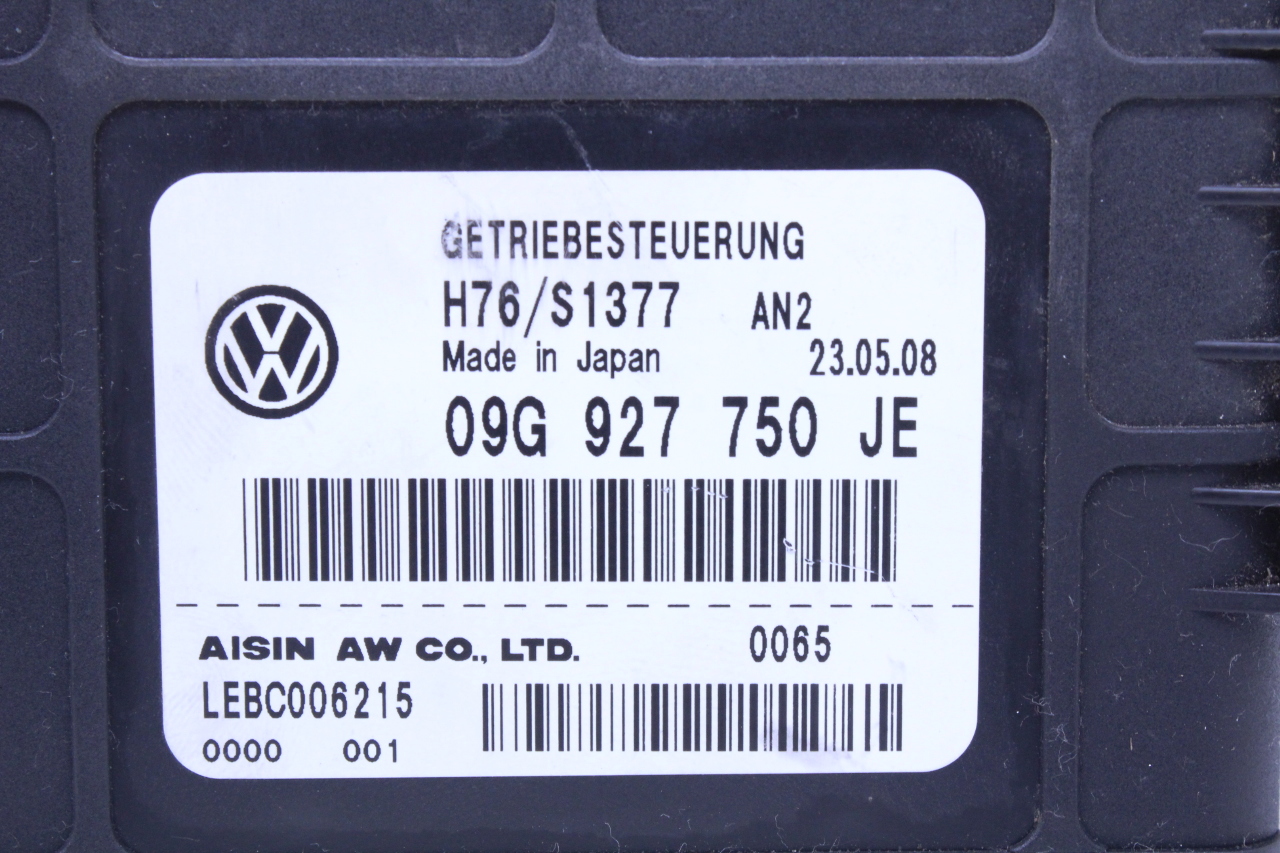 GETRIEBESTEUERUNG
H76/S1377 AN2
Made in Japan 23.05.08
09G 927 750 JE
AISIN AW CO., LTD. 0065
LEBC006215
0000 001